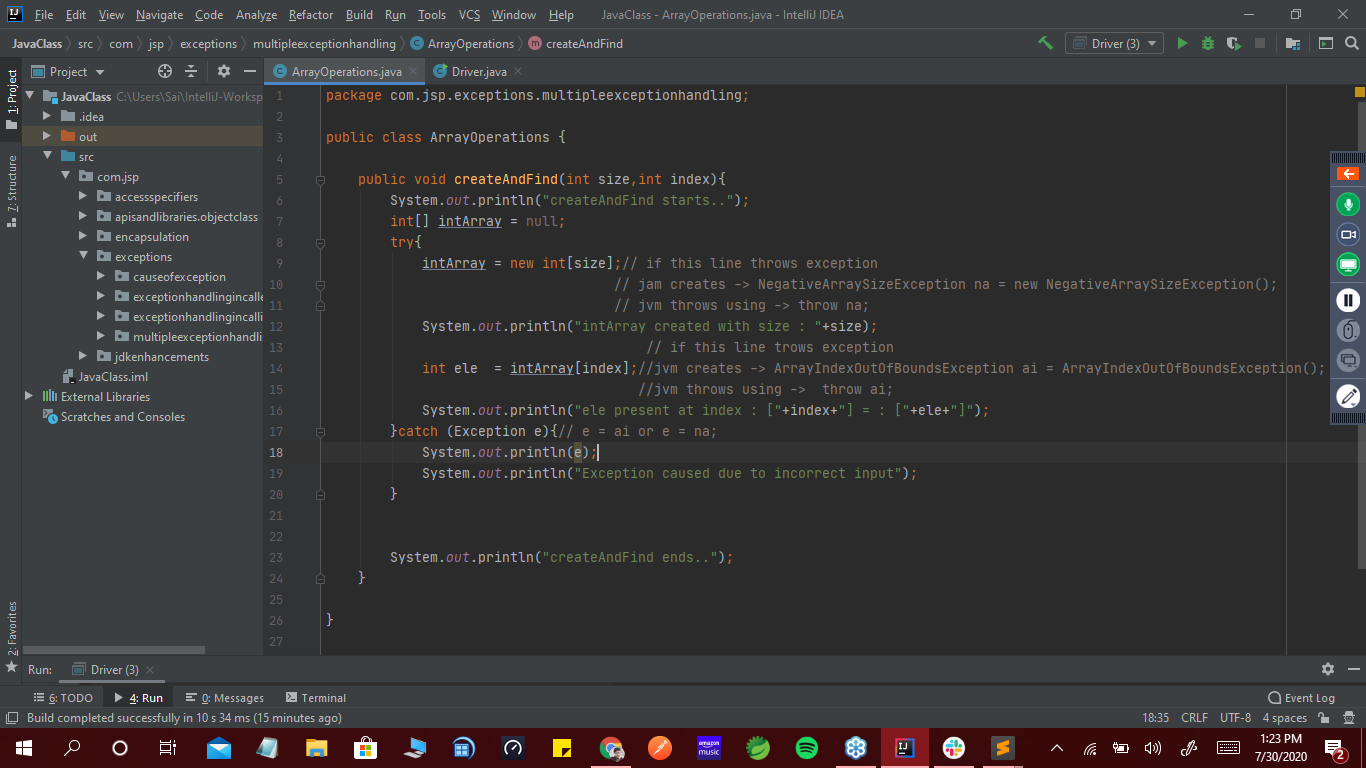 File Edit View Navigate Code Analyze Refactor Build Run Tools VCS Window Help JavaClass - ArrayOperations.java - IntelliJ IDEA
JavaClass src com jsp exceptions multipleexceptionhandling ArrayOperations createAndFind Driver (3)
Project
ArrayOperations.java
Driver.java
1: Project
7: Structure
2: Favorites
JavaClass C:\Users\Sai\IntelliJ-Worksp
.idea
out
src
com.jsp
accessspecifiers
apisandlibraries.objectclass
encapsulation
exceptions
causeofexception
exceptionhandlingincalle
exceptionhandlingincalli
multipleexceptionhandli
jdkenhancements
JavaClass.iml
External Libraries
Scratches and Consoles
1 package com.jsp.exceptions.multipleexceptionhandling;
2
3 public class ArrayOperations {
4
5 public void createAndFind(int size,int index){
6 System.out.println("createAndFind starts..");
7 int[] intArray = null;
8 try{
9 intArray = new int[size];// if this line throws exception
10 // jam creates -> NegativeArraySizeException na = new NegativeArraySizeException();
11 // jvm throws using -> throw na;
12 System.out.println("intArray created with size : "+size);
13 // if this line trows exception
14 int ele  = intArray[index];//jvm creates -> ArrayIndexOutOfBoundsException ai = ArrayIndexOutOfBoundsException();
15 //jvm throws using ->  throw ai;
16 System.out.println("ele present at index : ["+index+"] = : ["+ele+"]");
17 }catch (Exception e){// e = ai or e = na;
18 System.out.println(e);
19 System.out.println("Exception caused due to incorrect input");
20 }
21
22
23 System.out.println("createAndFind ends..");
24 }
25
26 }
27
Run: Driver (3)
6: TODO 4: Run 0: Messages Terminal Event Log
Build completed successfully in 10 s 34 ms (15 minutes ago) 18:35 CRLF UTF-8 4 spaces
amazon music
1:23 PM
7/30/2020
2